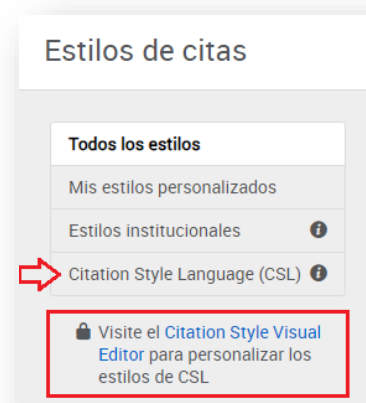 Estilos de citas
Todos los estilos
Mis estilos personalizados
Estilos institucionales
Citation Style Language (CSL)
Visite el Citation Style Visual
Editor para personalizar los
estilos de CSL